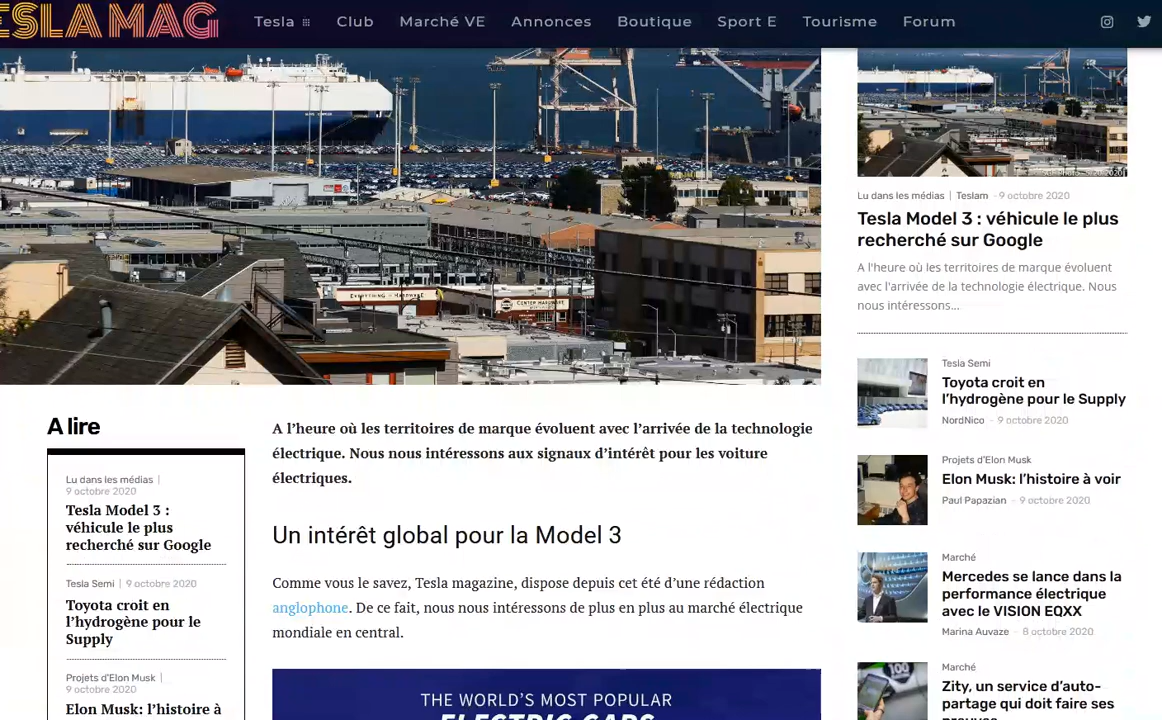 ESLAMAG
Tesla Club Marché VE Annonces Boutique Sport E Tourisme Forum
EVERYTHING IN HARDWARE
CENTER HARDWARE
A lire
Lu dans les médias |
9 octobre 2020
Tesla Model 3 :
véhicule le plus
recherché sur Google
Tesla Semi | 9 octobre 2020
Toyota croit en
l’hydrogène pour le
Supply
Projets d'Elon Musk |
9 octobre 2020
Elon Musk: l’histoire à
A l’heure où les territoires de marque évoluent avec l’arrivée de la technologie
électrique. Nous nous intéressons aux signaux d’intérêt pour les voiture
électriques.
Un intérêt global pour la Model 3
Comme vous le savez, Tesla magazine, dispose depuis cet été d’une rédaction
anglophone. De ce fait, nous nous intéressons de plus en plus au marché électrique
mondiale en central.
THE WORLD'S MOST POPULAR
ELECTRIC CARS
Lu dans les médias | Teslam - 9 octobre 2020
Tesla Model 3 : véhicule le plus
recherché sur Google
A l'heure où les territoires de marque évoluent
avec l'arrivée de la technologie électrique. Nous
nous intéressons...
Tesla Semi
Toyota croit en
l’hydrogène pour le Supply
NordNico - 9 octobre 2020
Projets d'Elon Musk
Elon Musk: l’histoire à voir
Paul Papazian - 9 octobre 2020
Marché
Mercedes se lance dans la
performance électrique
avec le VISION EQXX
Marina Auvaze - 8 octobre 2020
100
Marché
Zity, un service d’auto-
partage qui doit faire ses
preuves